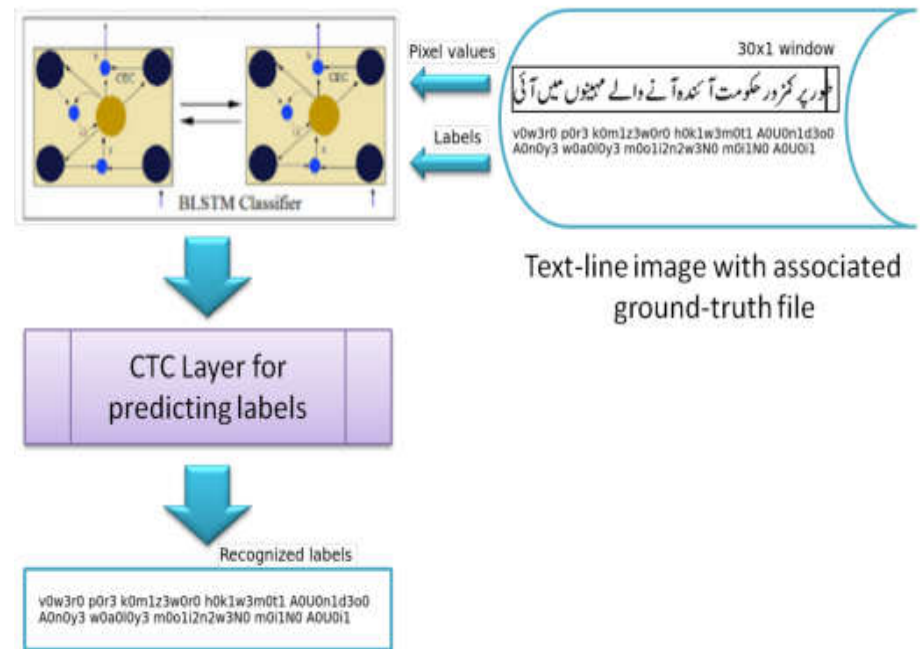 CEC
CEC
BLSTM Classifier
Pixel values
Labels
30x1 window
طور پر کمزور حکومت آئندہ آنے والے مہینوں میں آئی
v0w3r0 p0r3 k0m1z3w0r0 h0k1w3m0t1 A0U0n1d3o0
A0n0y3 w0a0l0y3 m0o1i2n2w3N0 m0i1N0 A0U0i1
Text-line image with associated
ground-truth file
CTC Layer for
predicting labels
Recognized labels
v0w3r0 p0r3 k0m1z3w0r0 h0k1w3m0t1 A0U0n1d3o0
A0n0y3 w0a0l0y3 m0o1i2n2w3N0 m0i1N0 A0U0i1